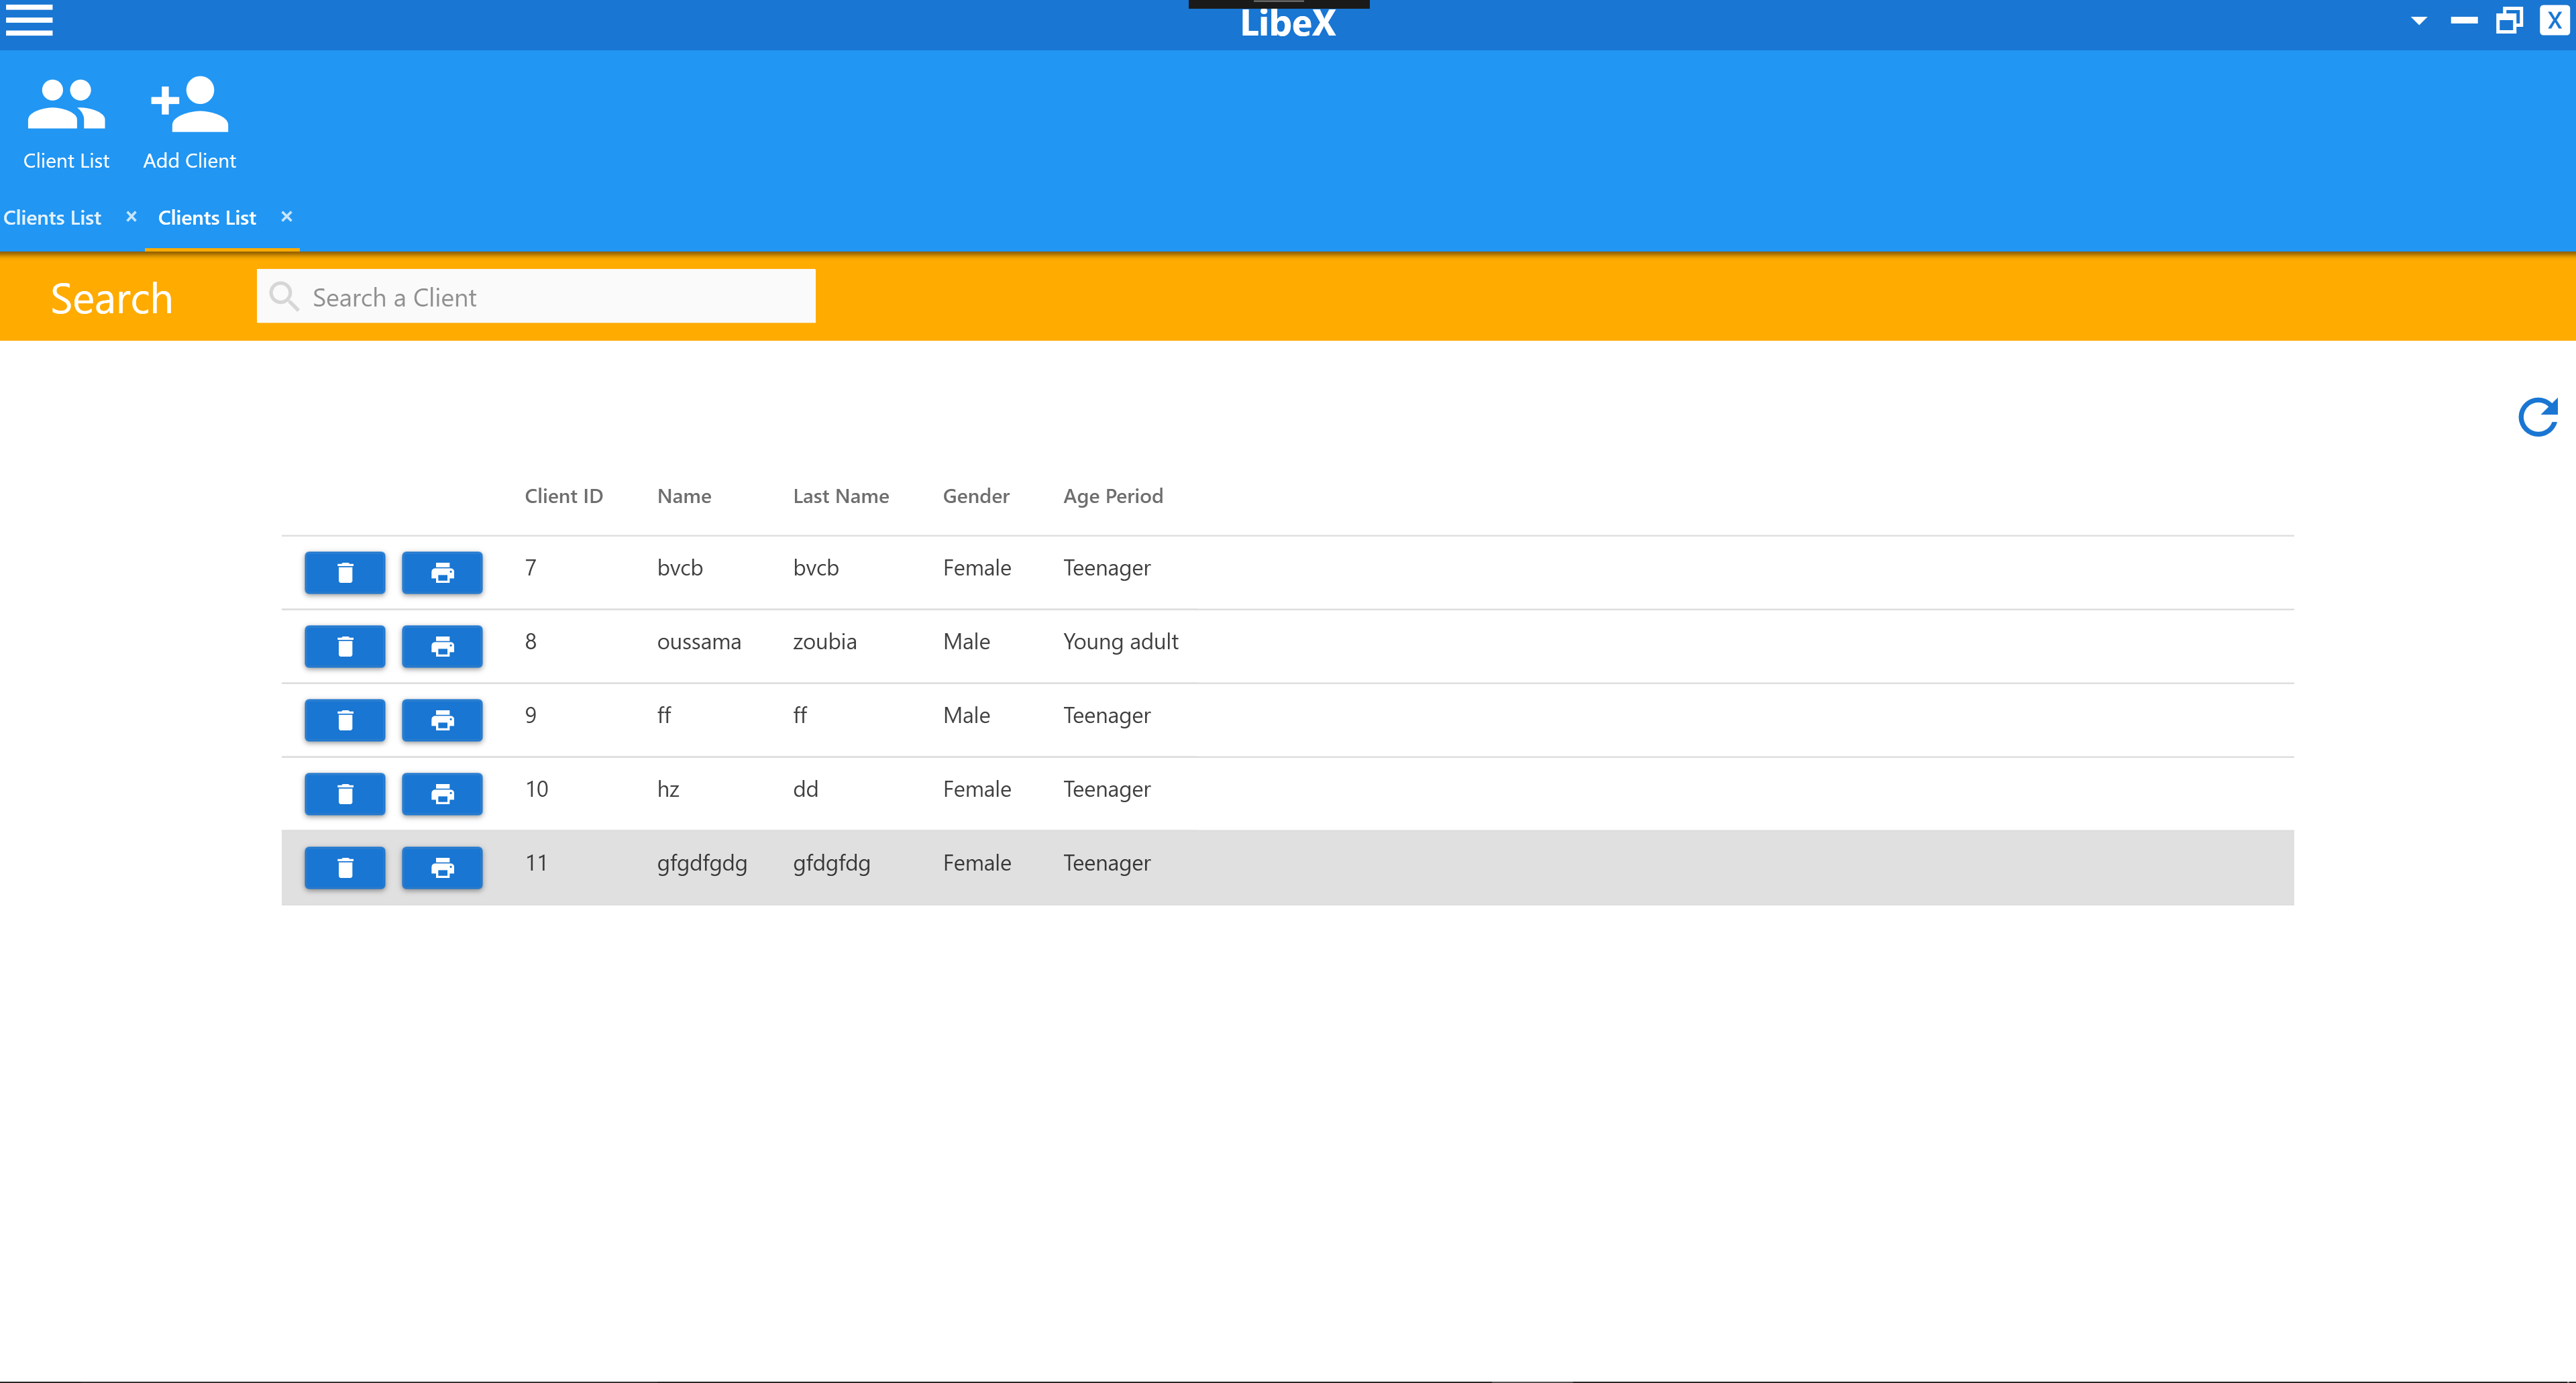 LibeX
X
Client List Add Client
Clients List × Clients List ×
Search Search a Client
Client ID Name Last Name Gender Age Period
7 bvcb bvcb Female Teenager
8 oussama zoubia Male Young adult
9 ff ff Male Teenager
10 hz dd Female Teenager
11 gfgdfgdg gfdgfdg Female Teenager